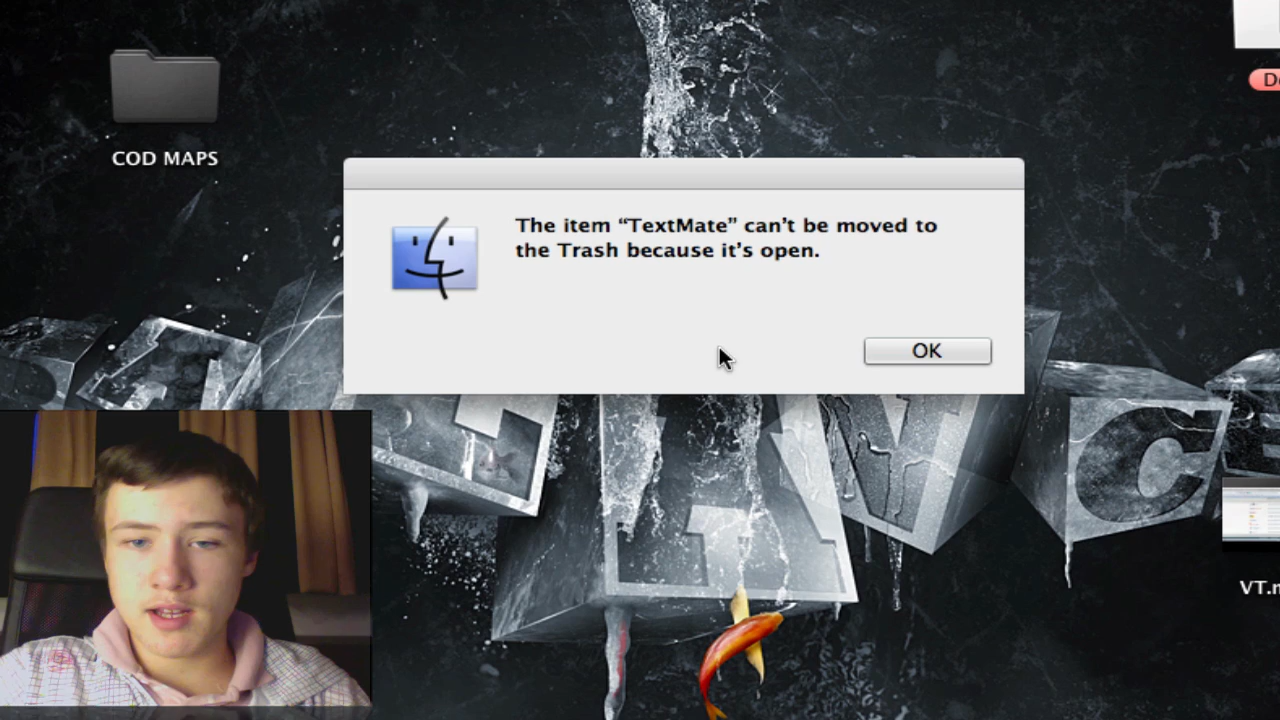 COD MAPS
The item “TextMate” can’t be moved to
the Trash because it’s open.
OK